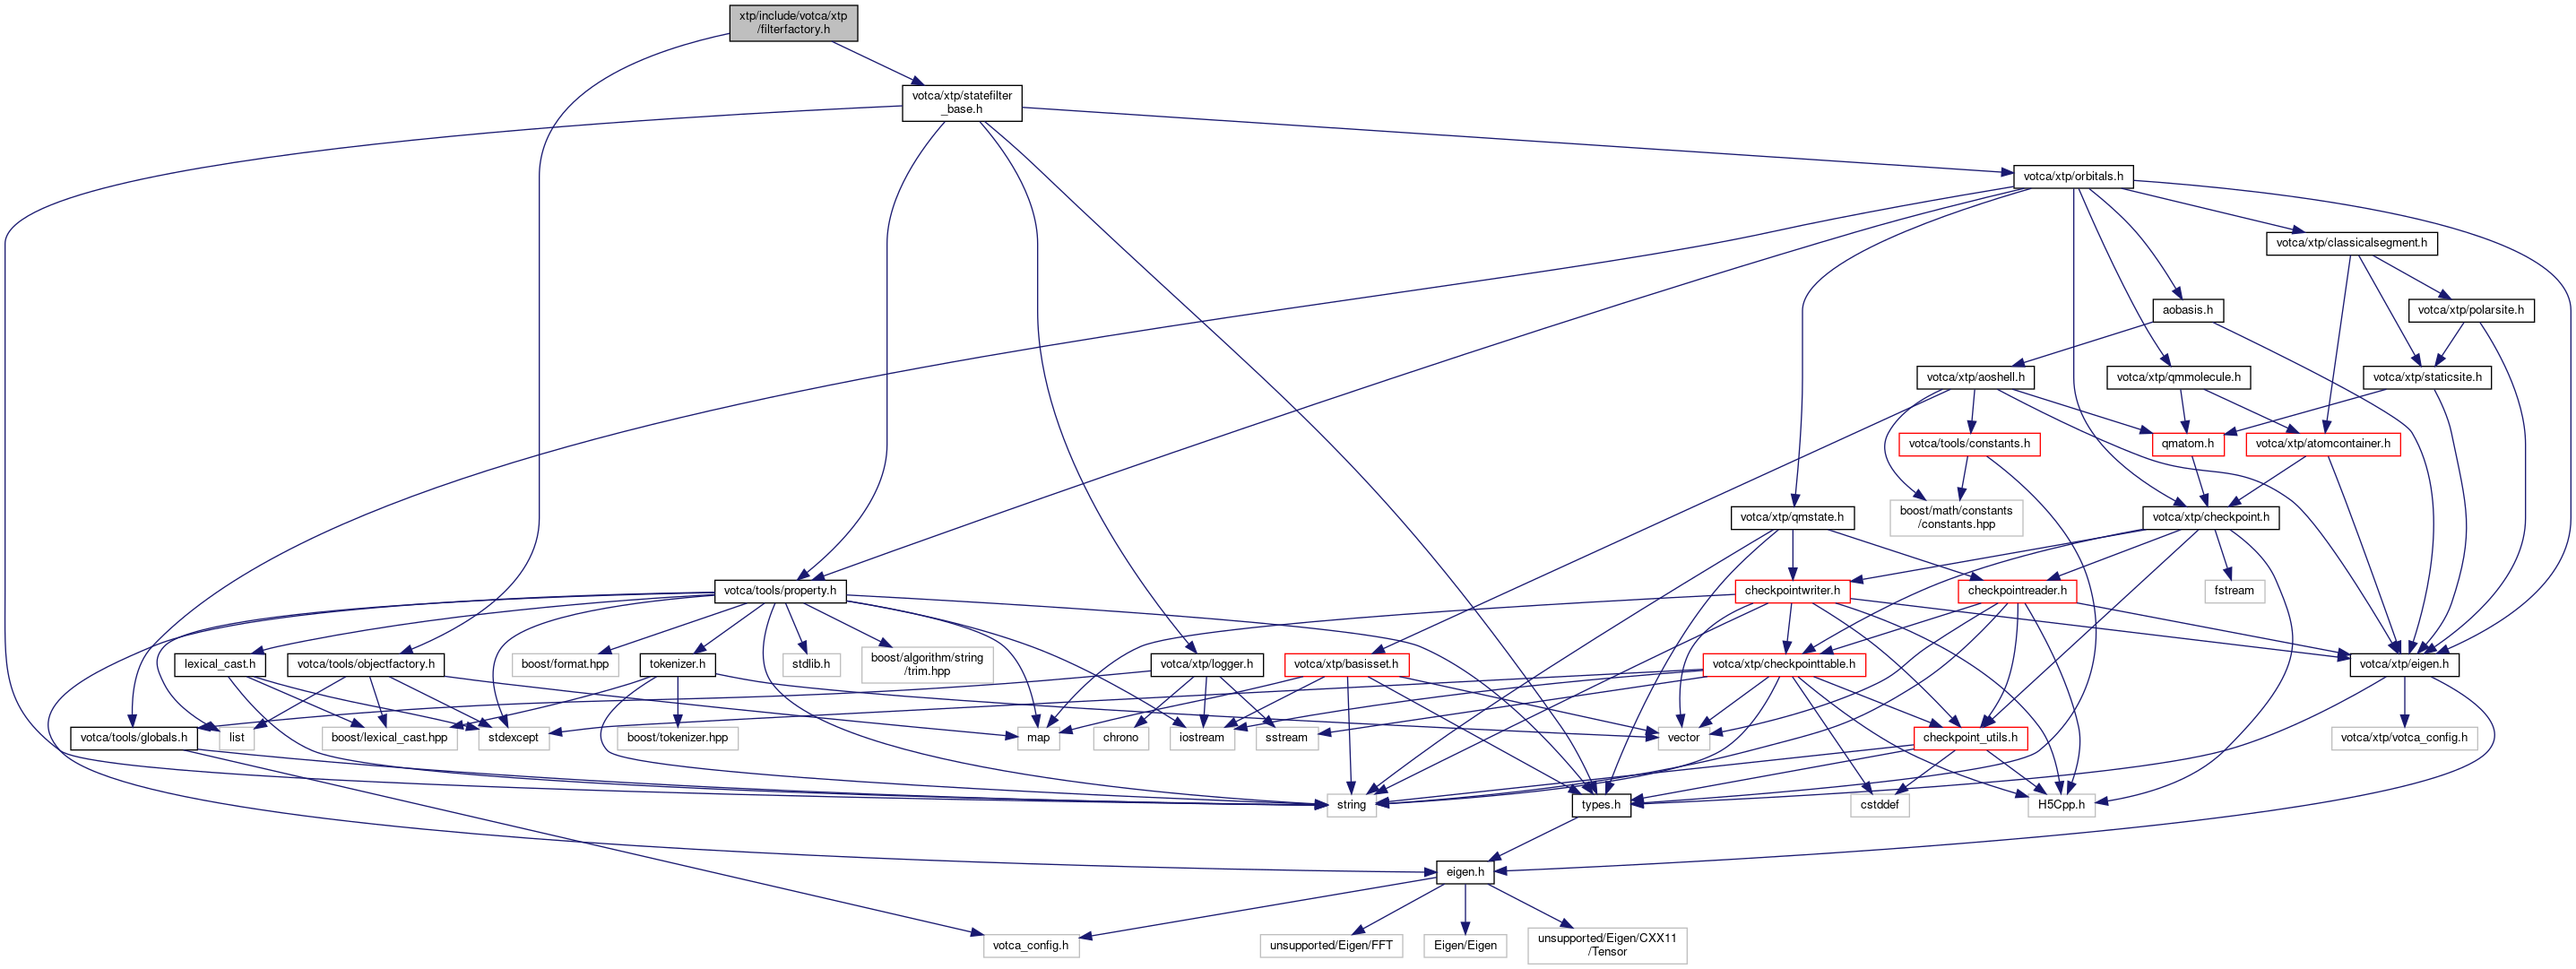 xtp/include/votca/xtp
/filterfactory.h
votca/xtp/statefilter
_base.h
votca/xtp/orbitals.h
votca/xtp/classicalsegment.h
aobasis.h
votca/xtp/polarsite.h
votca/xtp/aoshell.h
votca/xtp/qmmolecule.h
votca/xtp/staticsite.h
votca/tools/constants.h
qmatom.h
votca/xtp/atomcontainer.h
votca/xtp/qmstate.h
boost/math/constants
/constants.hpp
votca/xtp/checkpoint.h
votca/tools/property.h
checkpointwriter.h
checkpointreader.h
fstream
lexical_cast.h
votca/tools/objectfactory.h
boost/format.hpp
tokenizer.h
stdlib.h
boost/algorithm/string
/trim.hpp
votca/xtp/logger.h
votca/xtp/basisset.h
votca/xtp/checkpointtable.h
votca/xtp/eigen.h
votca/tools/globals.h
list
boost/lexical_cast.hpp
stdexcept
boost/tokenizer.hpp
map
chrono
iostream
sstream
vector
checkpoint_utils.h
votca/xtp/votca_config.h
string
types.h
cstddef
H5Cpp.h
eigen.h
votca_config.h
unsupported/Eigen/FFT
Eigen/Eigen
unsupported/Eigen/CXX11
/Tensor